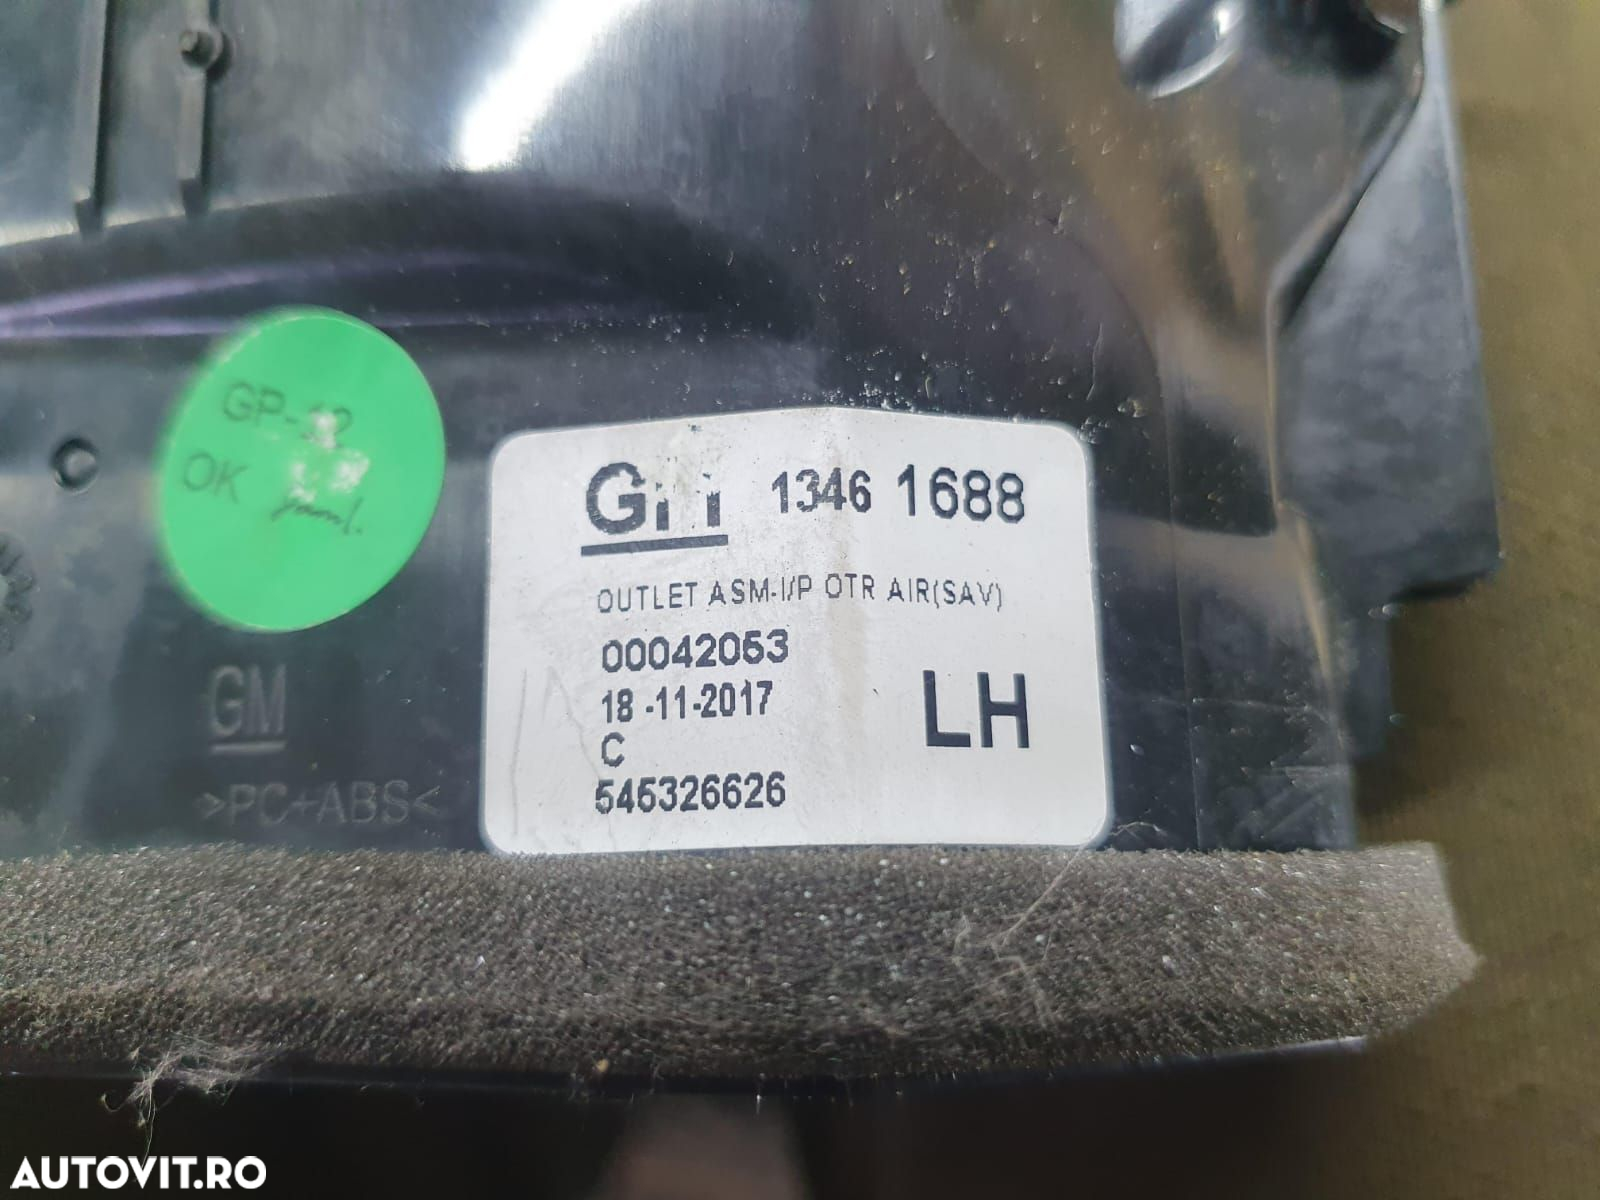 GP-12
OK
GM 1346 1688
OUTLET ASM-I/P OTR AIR(SAV)
00042053
18 -11-2017
C
LH
545326626
GM
>PC+ABS<
AUTOVIT.RO